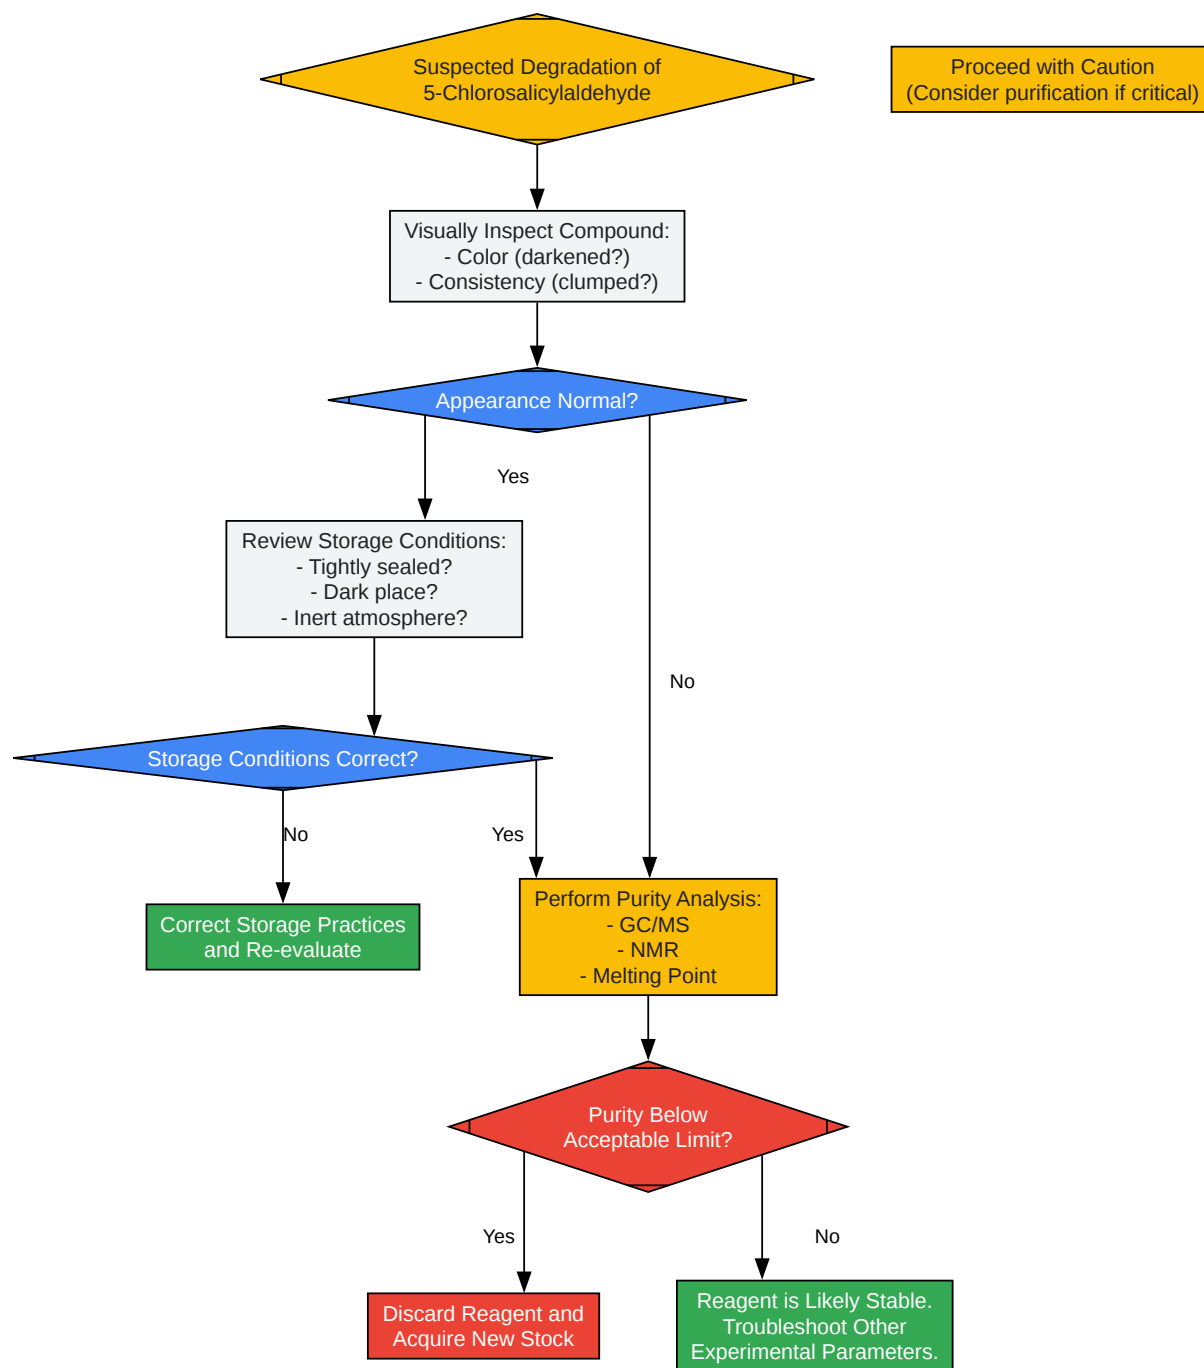 Suspected Degradation of
5-Chlorosalicylaldehyde
Proceed with Caution
(Consider purification if critical)
Visually Inspect Compound:
- Color (darkened?)
- Consistency (clumped?)
Appearance Normal?
Yes
Review Storage Conditions:
- Tightly sealed?
- Dark place?
- Inert atmosphere?
No
Storage Conditions Correct?
No
Yes
Perform Purity Analysis:
- GC/MS
- NMR
- Melting Point
Correct Storage Practices
and Re-evaluate
Purity Below
Acceptable Limit?
Yes
No
Discard Reagent and
Acquire New Stock
Reagent is Likely Stable.
Troubleshoot Other
Experimental Parameters.